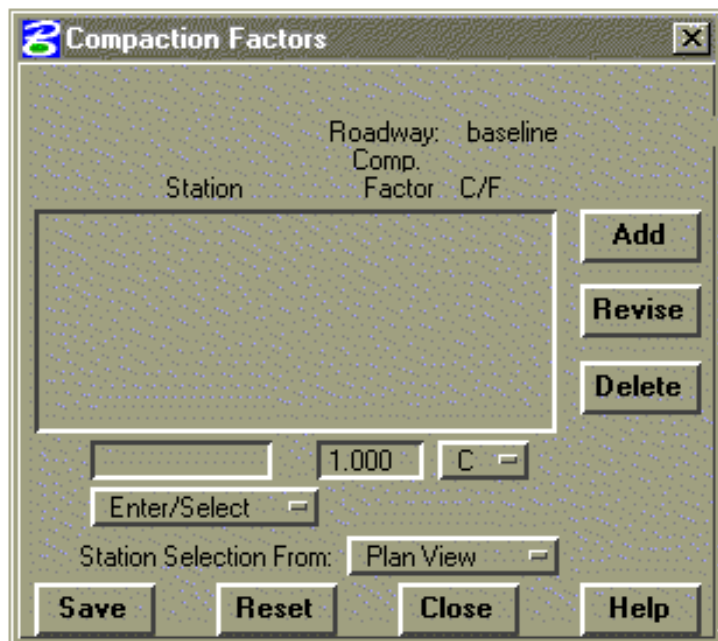 Compaction Factors
Roadway: baseline
Comp.
Station Factor C/F
Add
Revise
Delete
1.000 C
Enter/Select
Station Selection From: Plan View
Save Reset Close Help